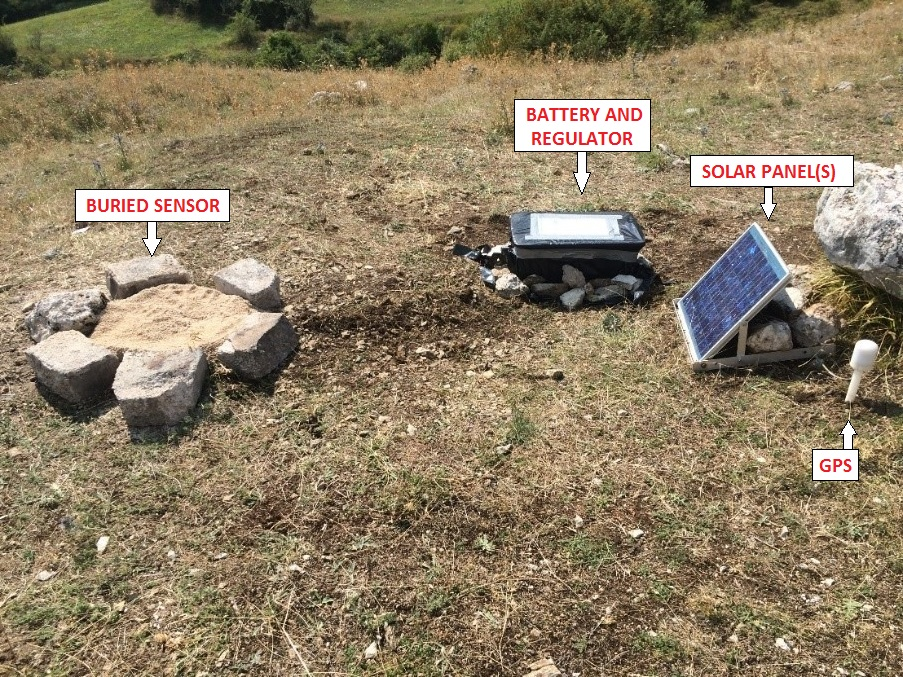 BATTERY AND
REGULATOR
SOLAR PANEL(S)
BURIED SENSOR
GPS